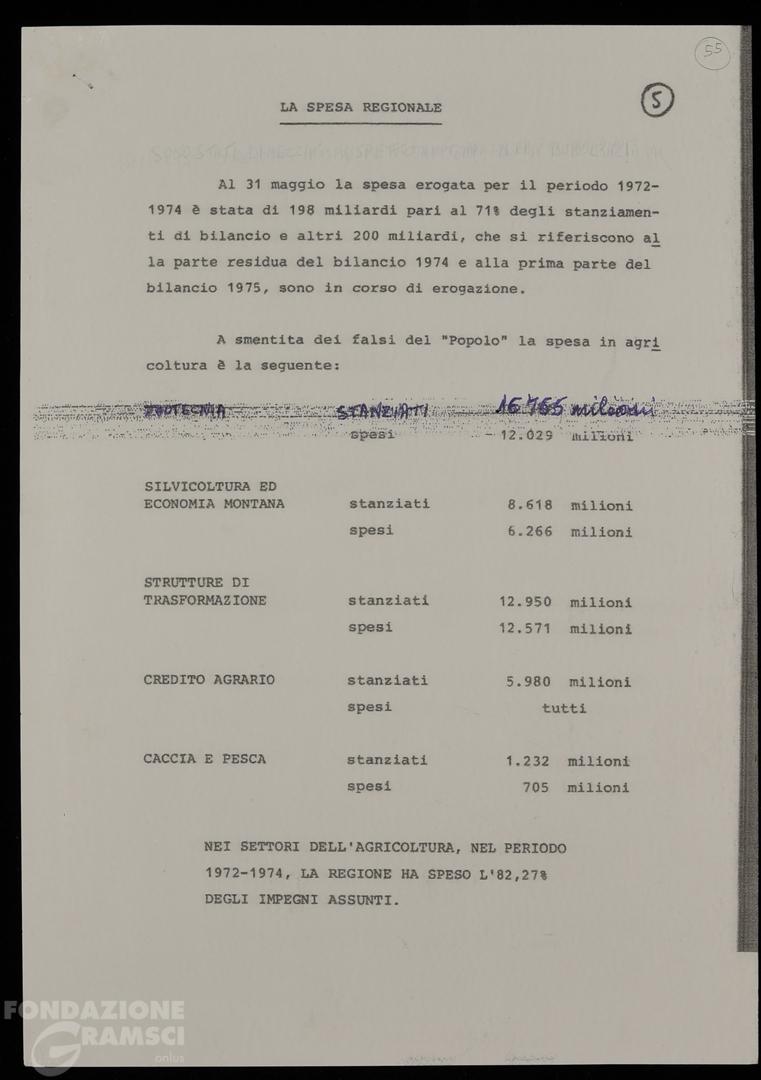 55
5
LA SPESA REGIONALE
Al 31 maggio la spesa erogata per il periodo 1972-
1974 è stata di 198 miliardi pari al 71% degli stanziamen-
ti di bilancio e altri 200 miliardi, che si riferiscono al
la parte residua del bilancio 1974 e alla prima parte del
bilancio 1975, sono in corso di erogazione.
A smentita dei falsi del "Popolo" la spesa in agri
coltura è la seguente:
ZOOTECNIA STANZIATI 16765 milioni
spesi 12.029 milioni
SILVICOLTURA ED
ECONOMIA MONTANA stanziati 8.618 milioni
spesi 6.266 milioni
STRUTTURE DI
TRASFORMAZIONE stanziati 12.950 milioni
spesi 12.571 milioni
CREDITO AGRARIO stanziati 5.980 milioni
spesi tutti
CACCIA E PESCA stanziati 1.232 milioni
spesi 705 milioni
NEI SETTORI DELL'AGRICOLTURA, NEL PERIODO
1972-1974, LA REGIONE HA SPESO L'82,27%
DEGLI IMPEGNI ASSUNTI.
FONDAZIONE
GRAMSCI
onlus